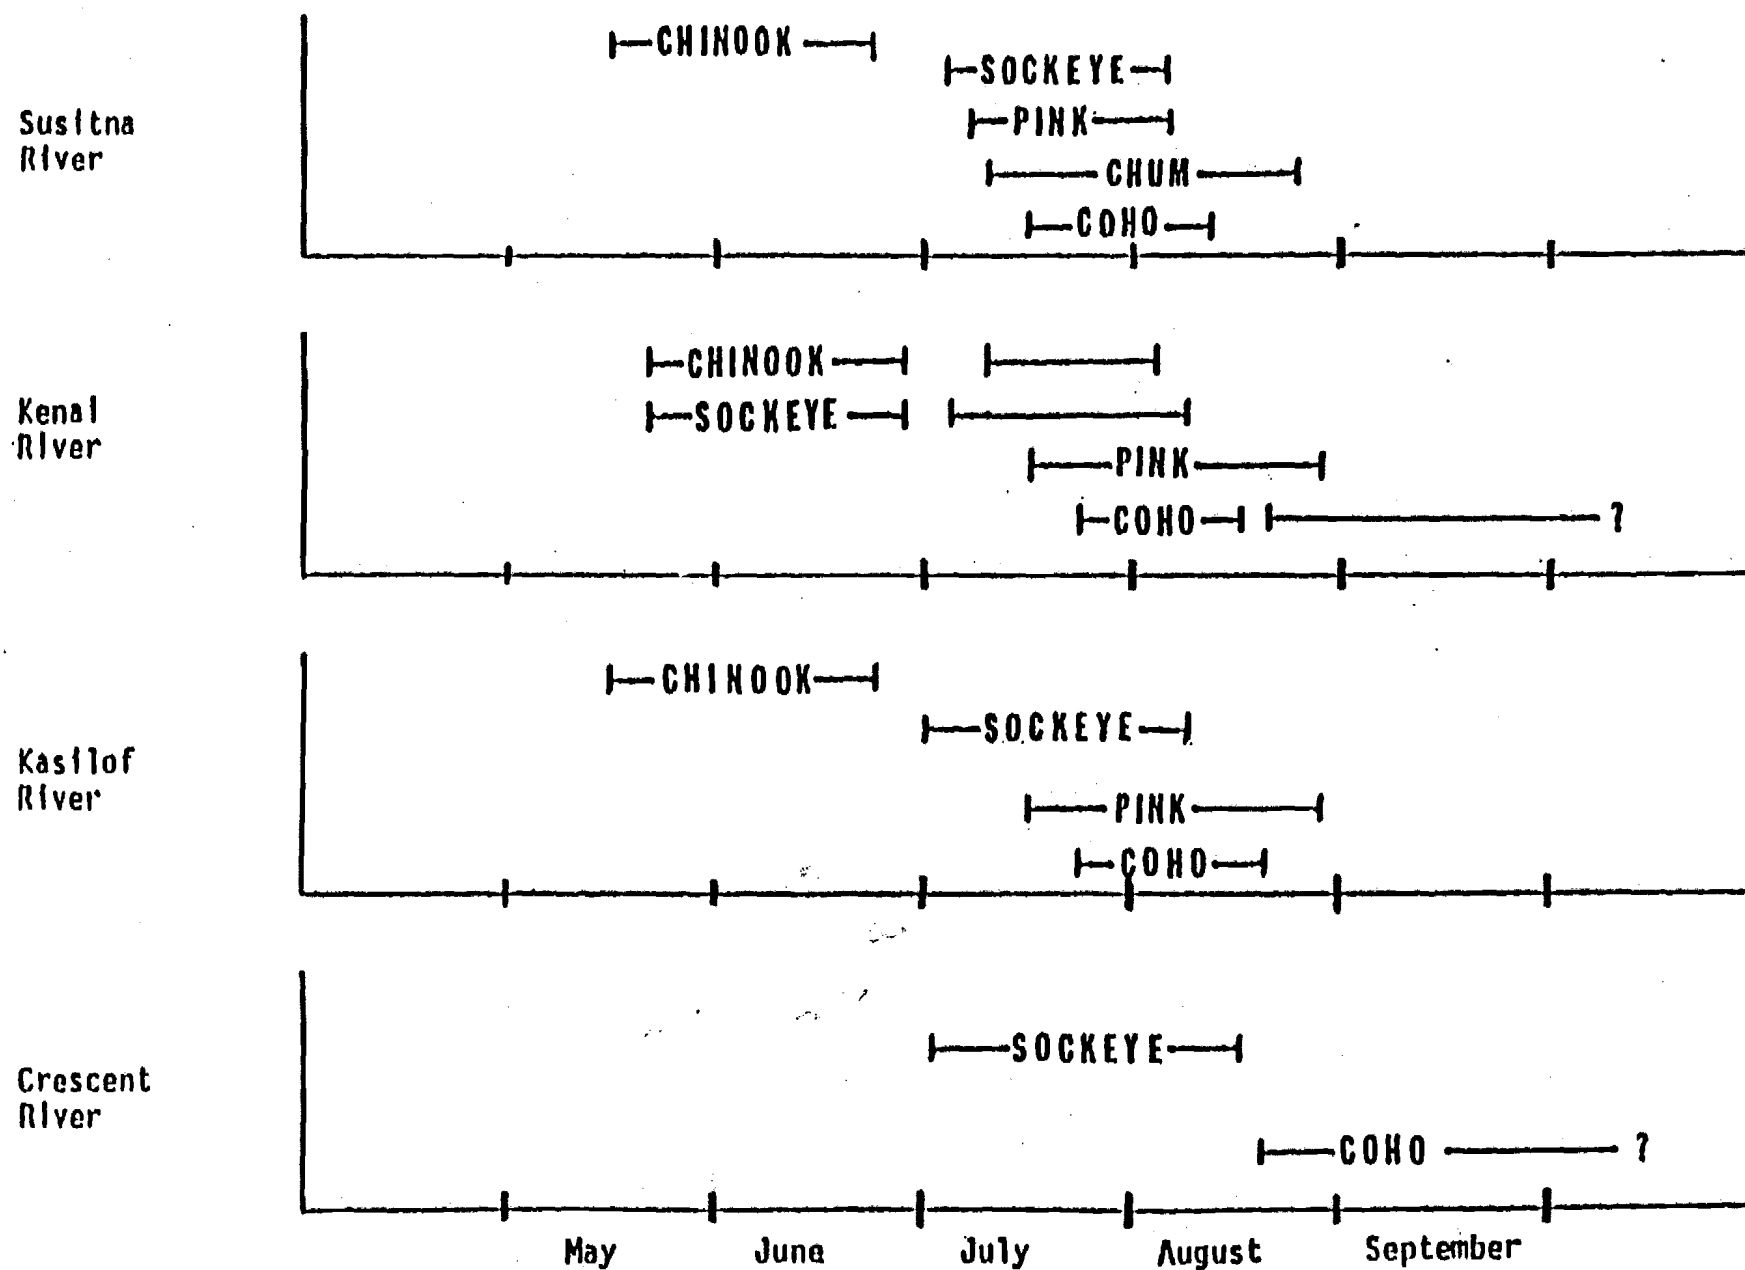 CHINOOK
SOCKEYE
Susitna
River
PINK
CHUM
COHO
CHINOOK
Kenai
River
SOCKEYE
PINK
COHO ?
CHINOOK
SOCKEYE
Kasilof
River
PINK
COHO
SOCKEYE
Crescent
River
COHO ?
May June July August September